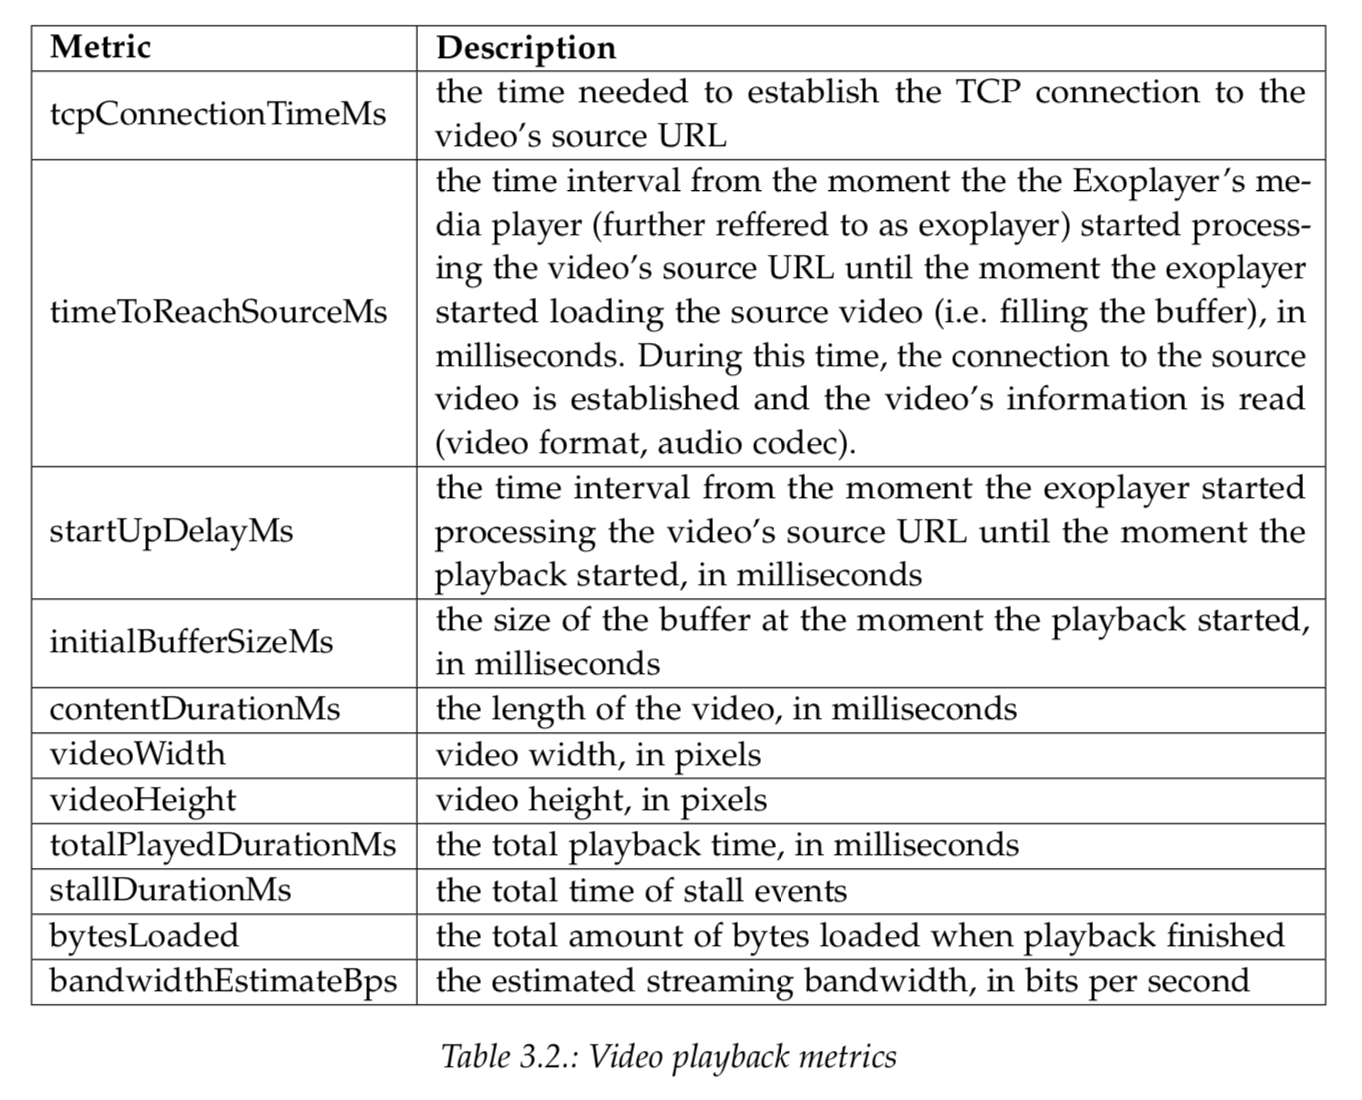 Metric Description
tcpConnectionTimeMs
the time needed to establish the TCP connection to the
video's source URL
timeToReachSourceMs
the time interval from the moment the the Exoplayer's me-
dia player (further reffered to as exoplayer) started process-
ing the video's source URL until the moment the exoplayer
started loading the source video (i.e. filling the buffer), in
milliseconds. During this time, the connection to the source
video is established and the video's information is read
(video format, audio codec).
startUpDelayMs
the time interval from the moment the exoplayer started
processing the video's source URL until the moment the
playback started, in milliseconds
initialBufferSizeMs
the size of the buffer at the moment the playback started,
in milliseconds
contentDurationMs the length of the video, in milliseconds
videoWidth video width, in pixels
videoHeight video height, in pixels
totalPlayedDurationMs the total playback time, in milliseconds
stallDurationMs the total time of stall events
bytesLoaded the total amount of bytes loaded when playback finished
bandwidthEstimateBps the estimated streaming bandwidth, in bits per second
Table 3.2.: Video playback metrics